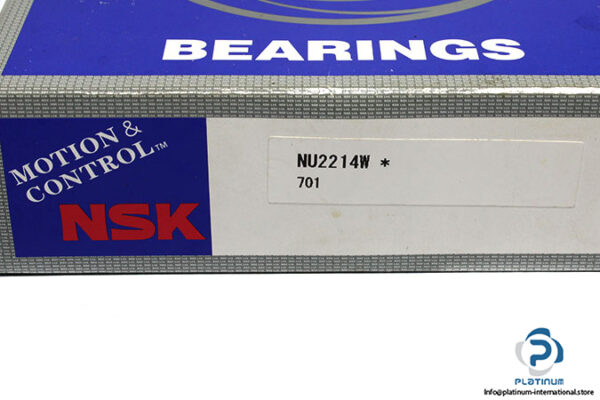 BEARINGS
MOTION &
CONTROL™
NSK
NU2214W *
701
PLATINUM
Info@platinum-international.store